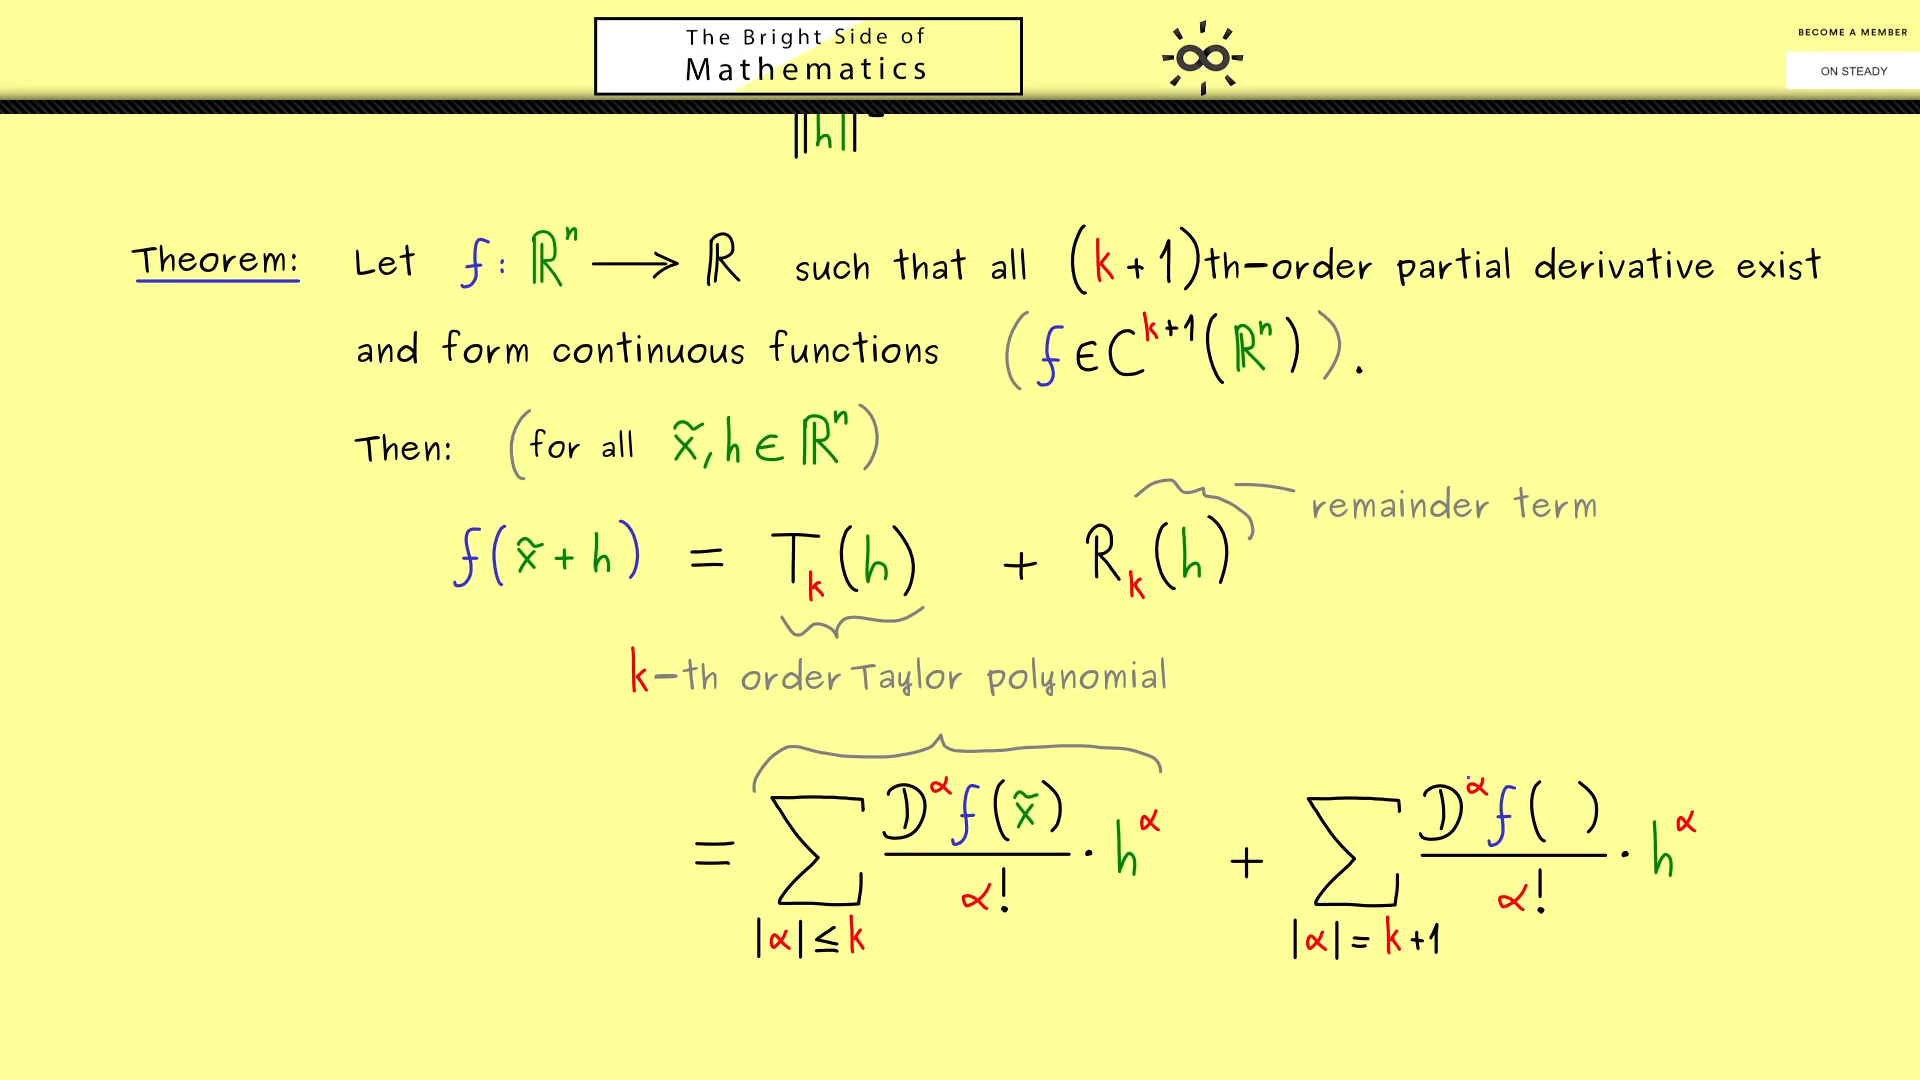 The Bright Side of
Mathematics
BECOME A MEMBER
ON STEADY
||h||
Theorem: Let f: ℝⁿ ⟶ ℝ such that all (k+1)th-order partial derivative exist
and form continuous functions (f ∈ C^{k+1}(ℝⁿ)).
Then: (for all x̃, h ∈ ℝⁿ)
remainder term
f(x̃ + h) = T_k(h) + R_k(h)
k-th order Taylor polynomial
= ∑_{|α| ≤ k} D^α f(x̃) / α! · h^α + ∑_{|α| = k+1} D^α f( ) / α! · h^α